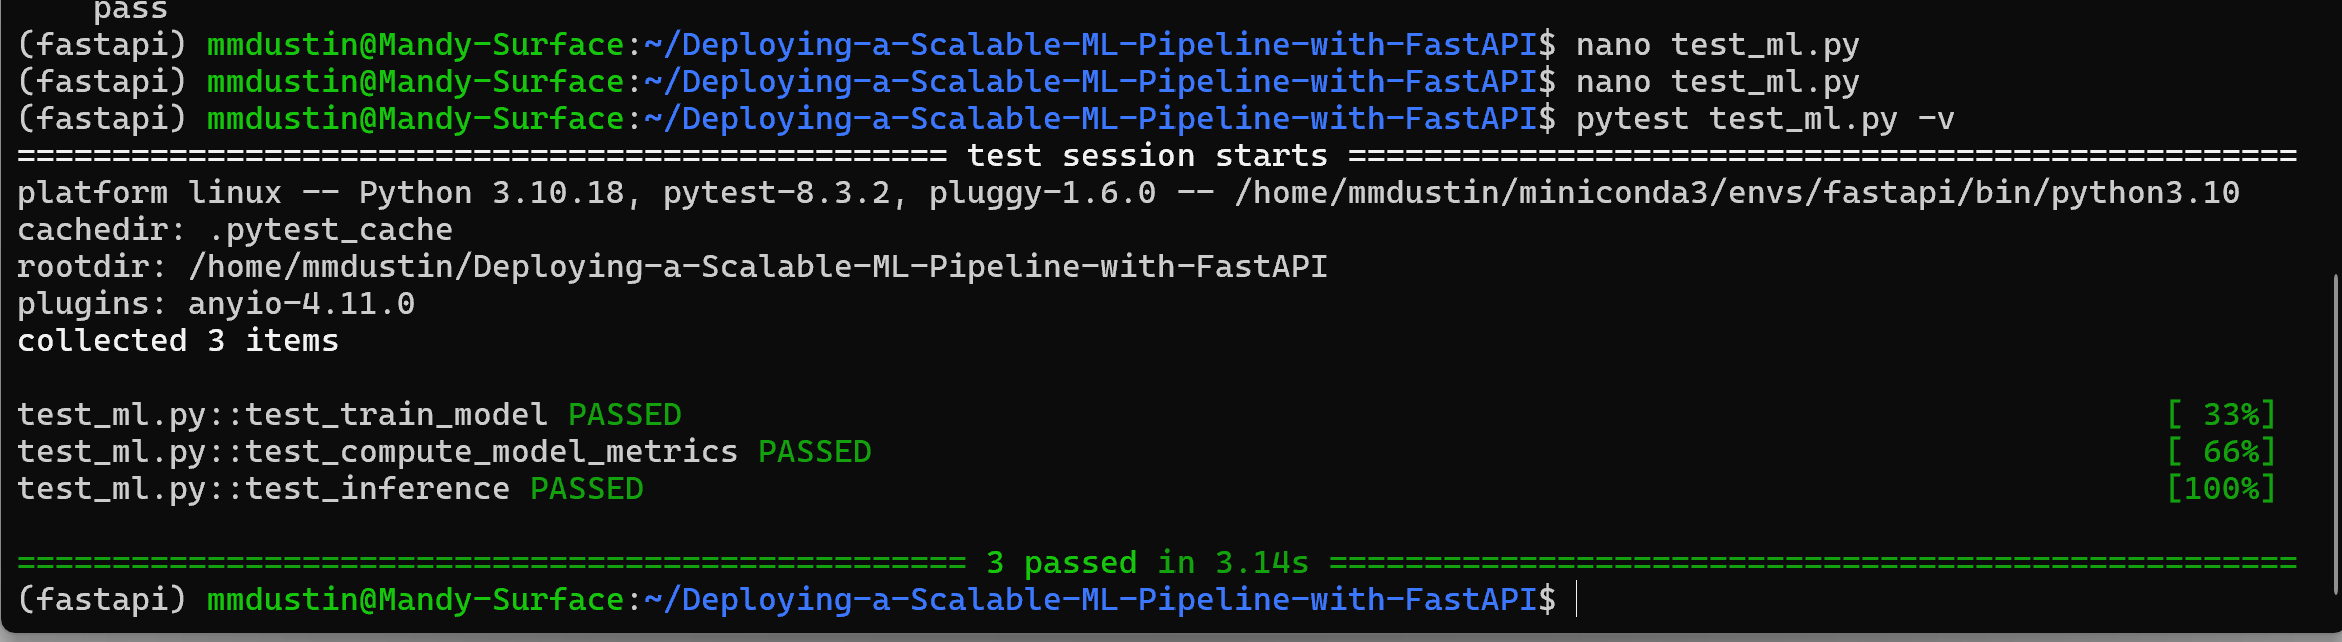 pass
(fastapi) mmdustin@Mandy-Surface:~/Deploying-a-Scalable-ML-Pipeline-with-FastAPI$ nano test_ml.py
(fastapi) mmdustin@Mandy-Surface:~/Deploying-a-Scalable-ML-Pipeline-with-FastAPI$ nano test_ml.py
(fastapi) mmdustin@Mandy-Surface:~/Deploying-a-Scalable-ML-Pipeline-with-FastAPI$ pytest test_ml.py -v
================================================= test session starts ==================================================
platform linux -- Python 3.10.18, pytest-8.3.2, pluggy-1.6.0 -- /home/mmdustin/miniconda3/envs/fastapi/bin/python3.10
cachedir: .pytest_cache
rootdir: /home/mmdustin/Deploying-a-Scalable-ML-Pipeline-with-FastAPI
plugins: anyio-4.11.0
collected 3 items
test_ml.py::test_train_model PASSED [ 33%]
test_ml.py::test_compute_model_metrics PASSED [ 66%]
test_ml.py::test_inference PASSED [100%]
================================================== 3 passed in 3.14s ===================================================
(fastapi) mmdustin@Mandy-Surface:~/Deploying-a-Scalable-ML-Pipeline-with-FastAPI$